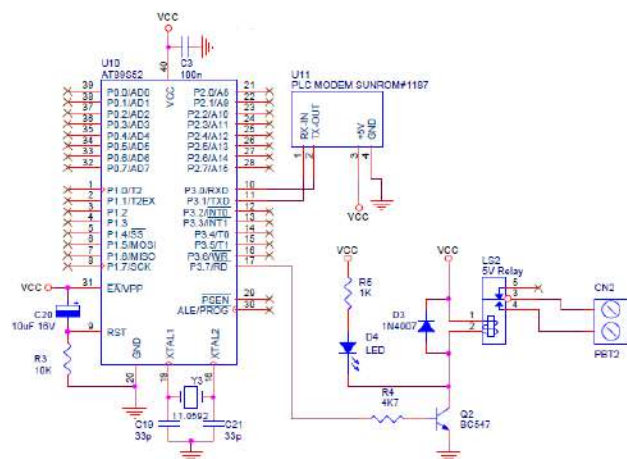 VCC
U10
AT89S52
C3
100n
40
VCC
39 P0.0/AD0
38 P0.1/AD1
37 P0.2/AD2
36 P0.3/AD3
35 P0.4/AD4
34 P0.5/AD5
33 P0.6/AD6
32 P0.7/AD7
P2.0/A8 21
P2.1/A9 22
P2.2/A10 23
P2.3/A11 24
P2.4/A12 25
P2.5/A13 26
P2.6/A14 27
P2.7/A15 28
1 P1.0/T2
2 P1.1/T2EX
3 P1.2
4 P1.3
5 P1.4/SS
6 P1.5/MOSI
7 P1.6/MISO
8 P1.7/SCK
P3.0/RXD 10
P3.1/TXD 11
P3.2/INT0 12
P3.3/INT1 13
P3.4/T0 14
P3.5/T1 15
P3.6/WR 16
P3.7/RD 17
VCC
31 EA/VPP
PSEN 29
ALE/PROG 30
C20
10uF 16V
9 RST
R3
10K
GND
20
XTAL1
19
XTAL2
18
Y3
11.0592
C19
33p
C21
33p
U11
PLC MODEM SUNROM#1187
RX-IN
TX-OUT
+5V
GND
1
2
3
4
VCC
VCC
R5
1K
D4
LED
VCC
D3
1N4007
LS2
5V Relay
1
2
5
3
4
CN2
PBT2
R4
4K7
Q2
BC547